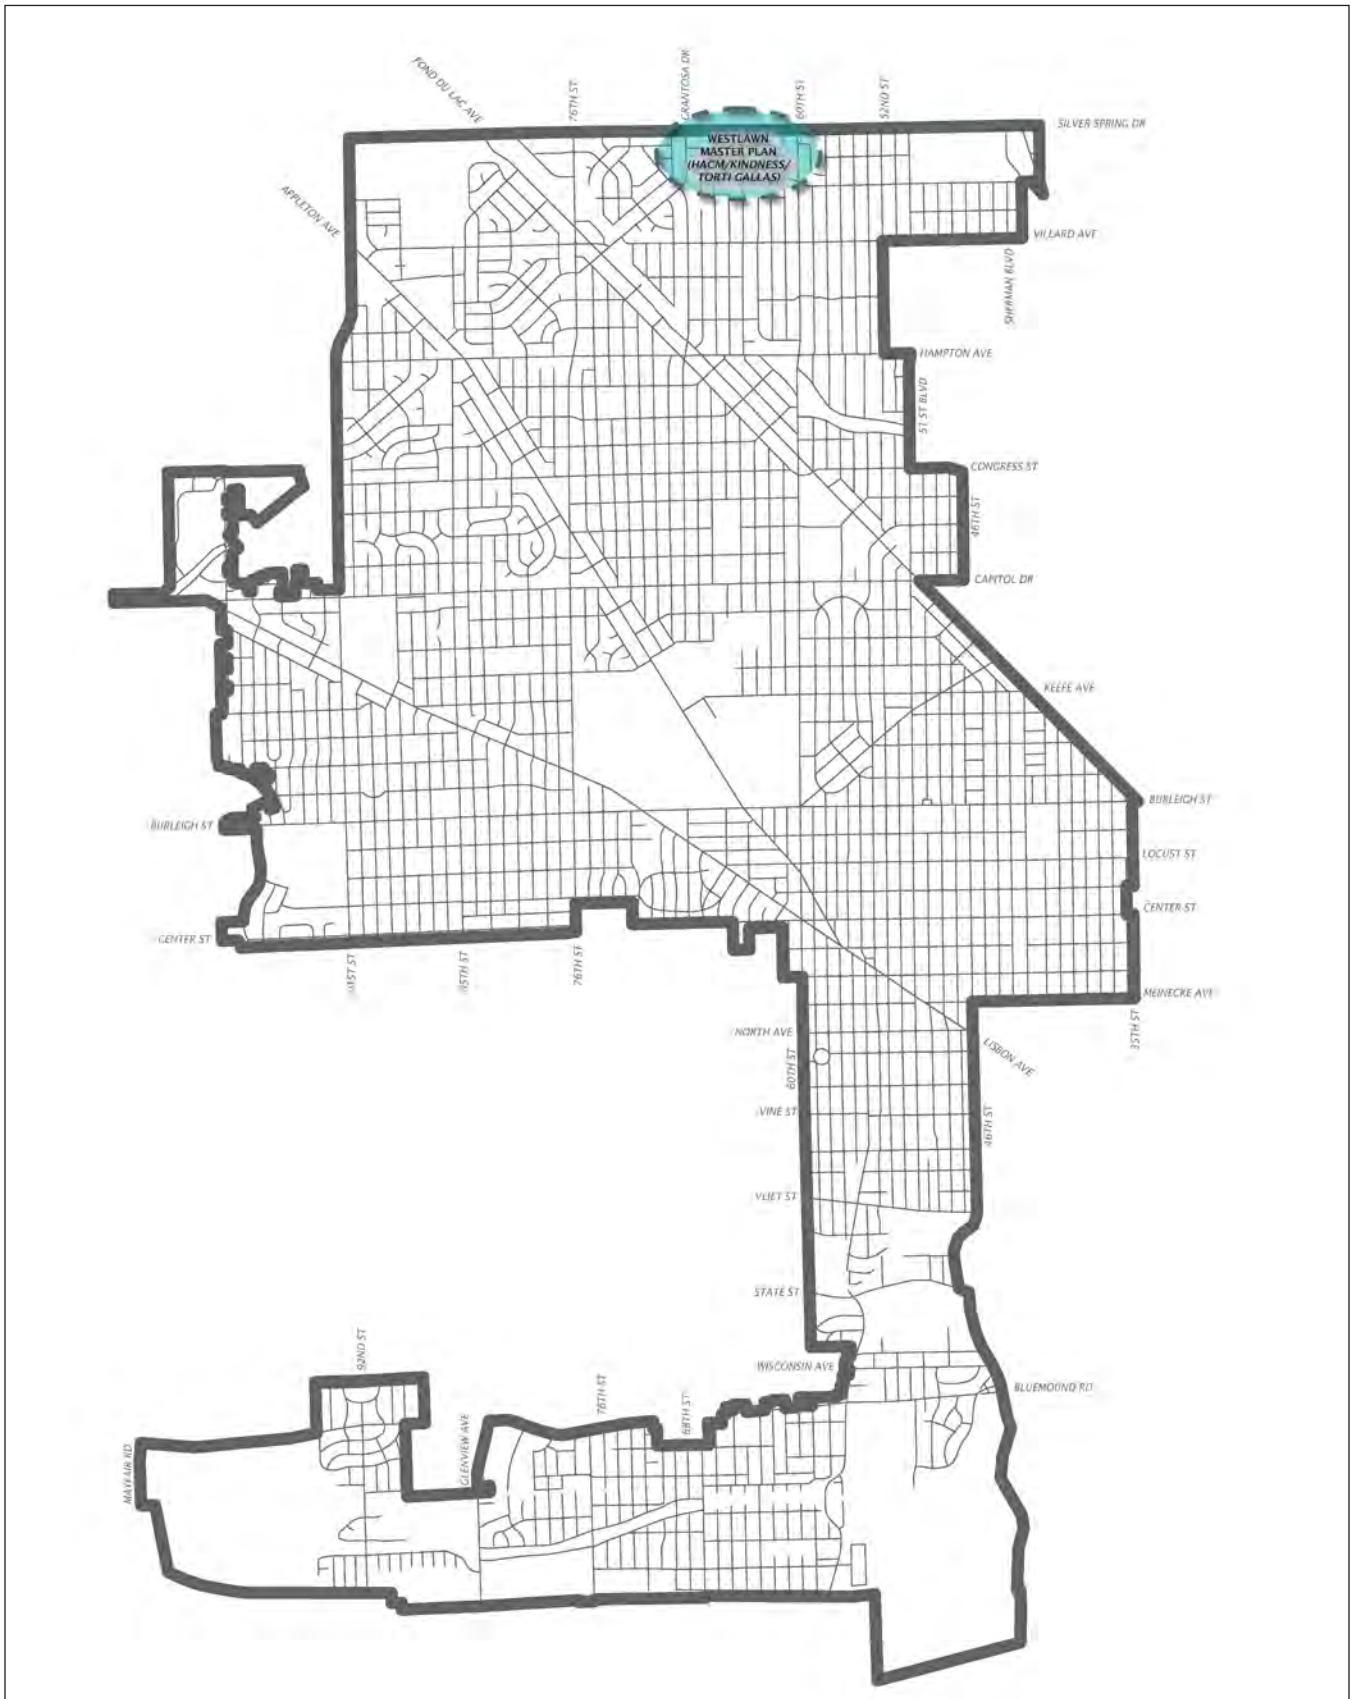 FOND DU LAC AVE
76TH ST
GRANTOSA DR
60TH ST
52ND ST
SILVER SPRING DR
WESTLAWN
MASTER PLAN
(HACM/KINDNESS/
TORTI GALLAS)
APPLETON AVE
VILLARD AVE
SHERMAN BLVD
HAMPTON AVE
51 ST BLVD
CONGRESS ST
46TH ST
CAPITOL DR
KEEFE AVE
BURLEIGH ST
BURLEIGH ST
LOCUST ST
CENTER ST
CENTER ST
76TH ST
MEINECKE AVE
35TH ST
NORTH AVE
LISBON AVE
60TH ST
VINE ST
46TH ST
VLIET ST
STATE ST
92ND ST
WISCONSIN AVE
BLUEMOUND RD
76TH ST
68TH ST
GLENVIEW AVE
MAYFAIR RD